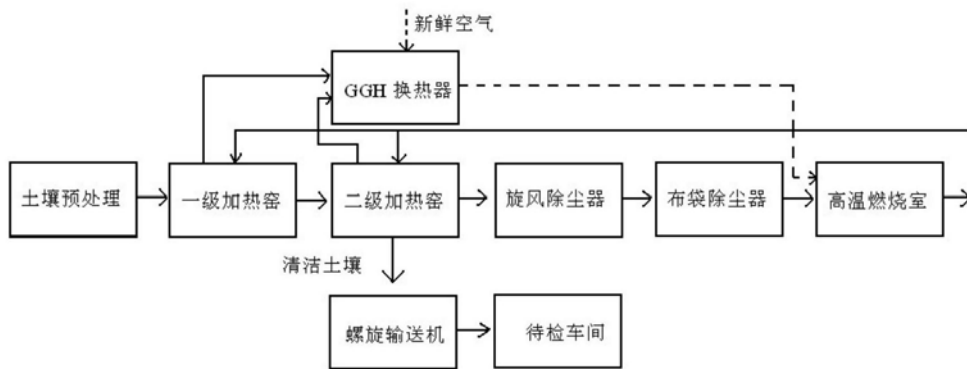 新鲜空气
GGH 换热器
土壤预处理
一级加热窑
二级加热窑
旋风除尘器
布袋除尘器
高温燃烧室
清洁土壤
螺旋输送机
待检车间